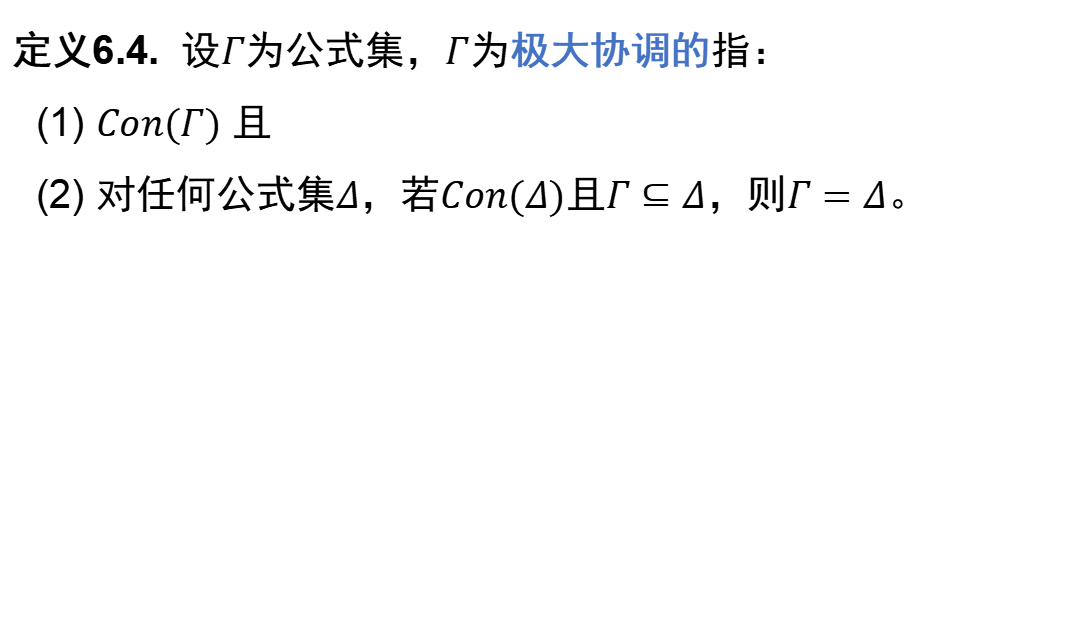 定义6.4. 设𝛤为公式集，𝛤为极大协调的指：
(1) 𝐶𝑜𝑛(𝛤) 且
(2) 对任何公式集𝛥，若𝐶𝑜𝑛(𝛥)且𝛤 ⊆ 𝛥，则𝛤 = 𝛥。